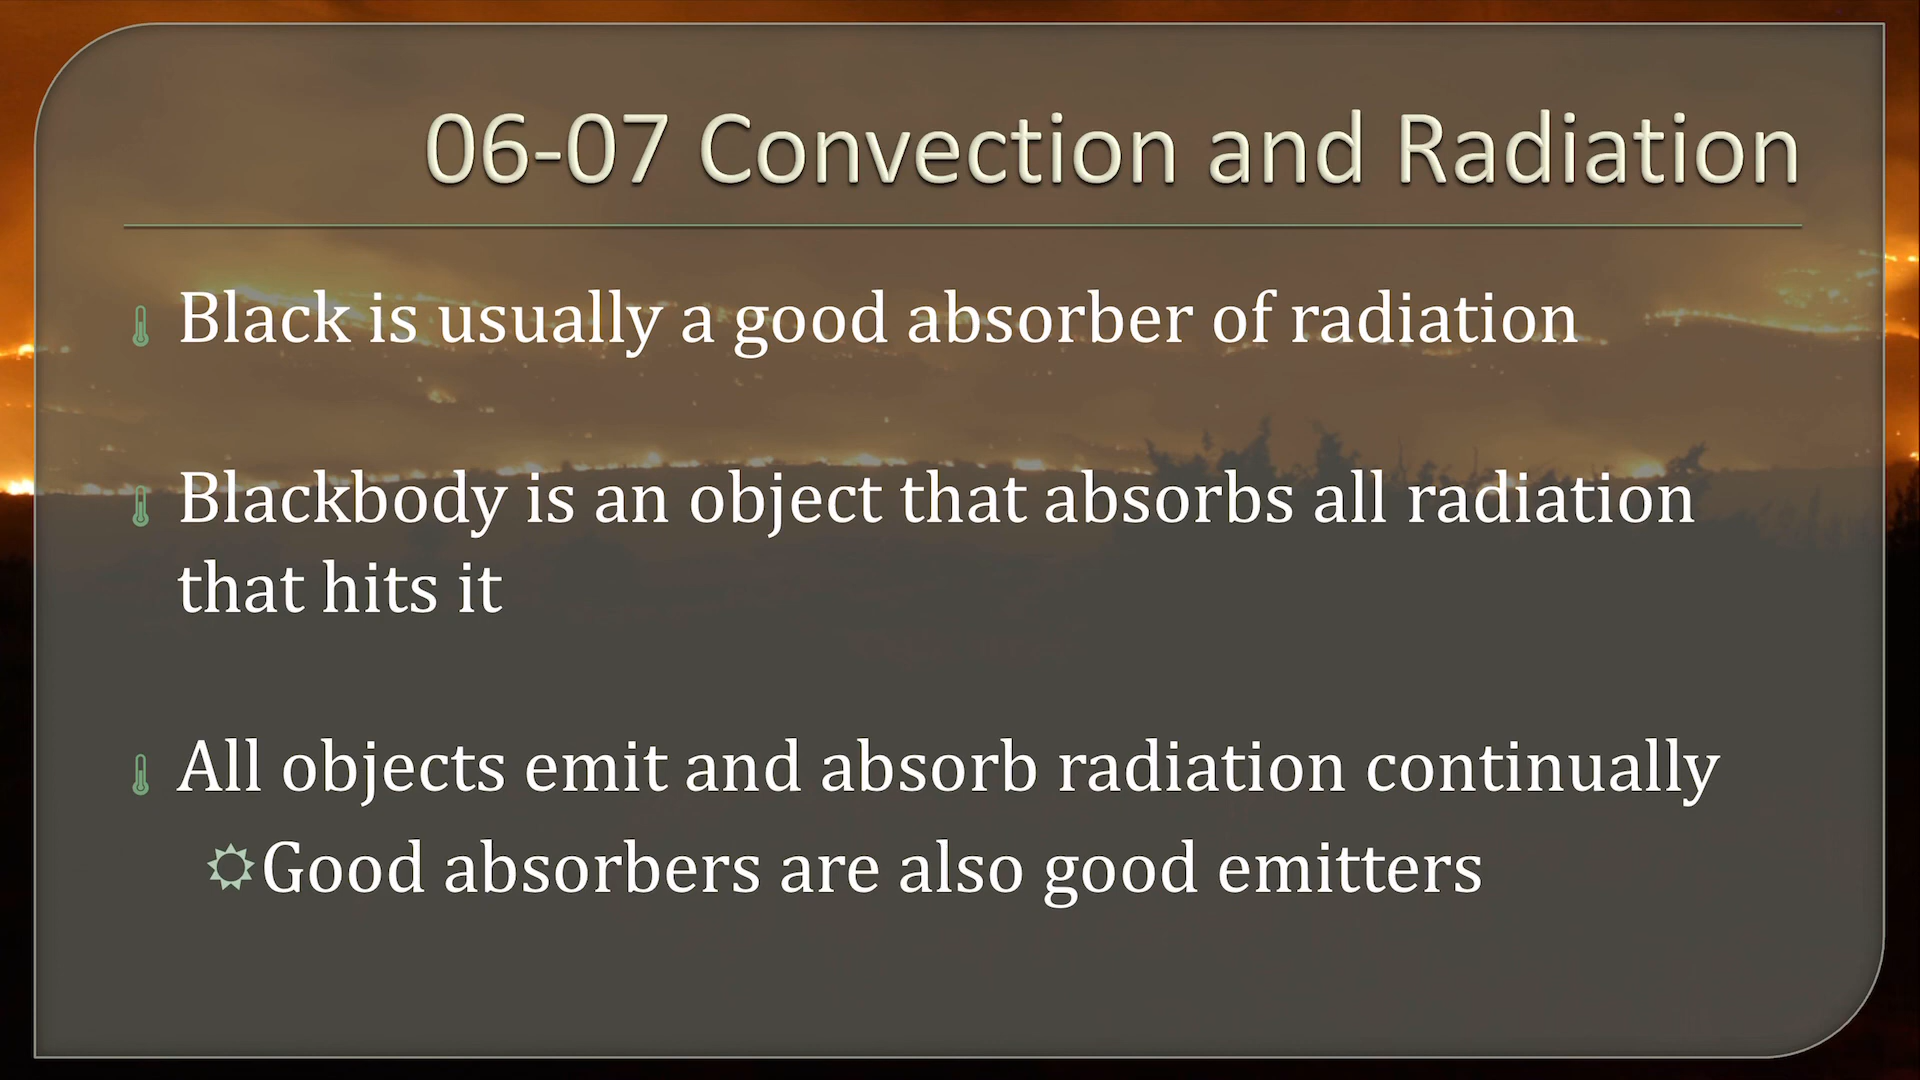 06-07 Convection and Radiation
Black is usually a good absorber of radiation
Blackbody is an object that absorbs all radiation
that hits it
All objects emit and absorb radiation continually
Good absorbers are also good emitters